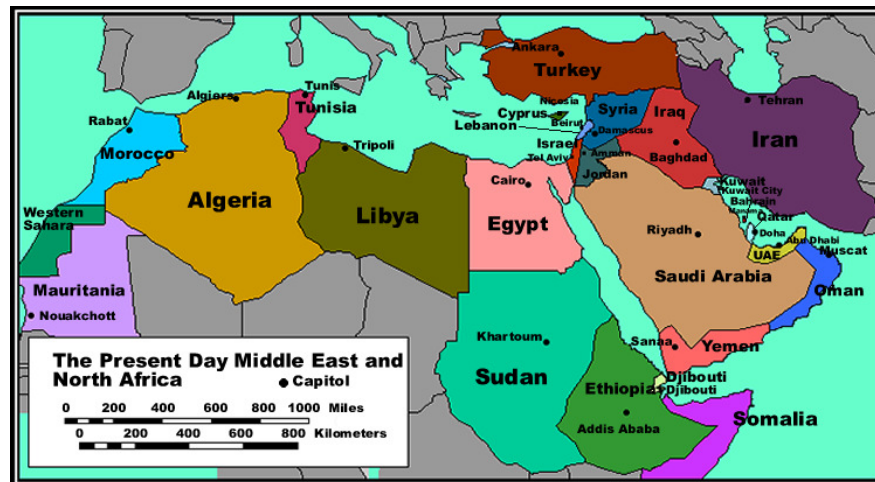 Ankara
Turkey
Tunis
Algiers
Tunisia
Nicosia
Cyprus
Syria
Iraq
Tehran
Rabat
Beirut
Lebanon
Damascus
Iran
Morocco
Tripoli
Israel
Tel Aviv
Amman
Baghdad
Jordan
Algeria
Cairo
Kuwait
Kuwait City
Bahrain
Western
Sahara
Libya
Egypt
Qatar
Riyadh
Doha
Abu Dhabi
Muscat
UAE
Saudi Arabia
Oman
Mauritania
Nouakchott
Khartoum
Sanaa
Yemen
The Present Day Middle East and
North Africa
Capitol
Sudan
Djibouti
Ethiopia
Djibouti
Somalia
Addis Ababa
0 200 400 600 800 1000 Miles
0 200 400 600 800 Kilometers